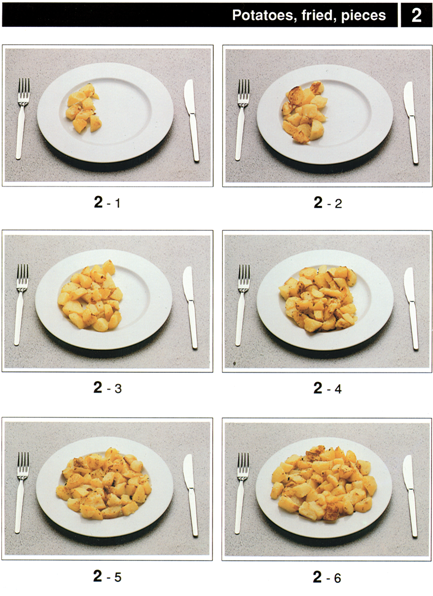 Potatoes, fried, pieces 2
2 - 1 2 - 2
2 - 3 2 - 4
2 - 5 2 - 6